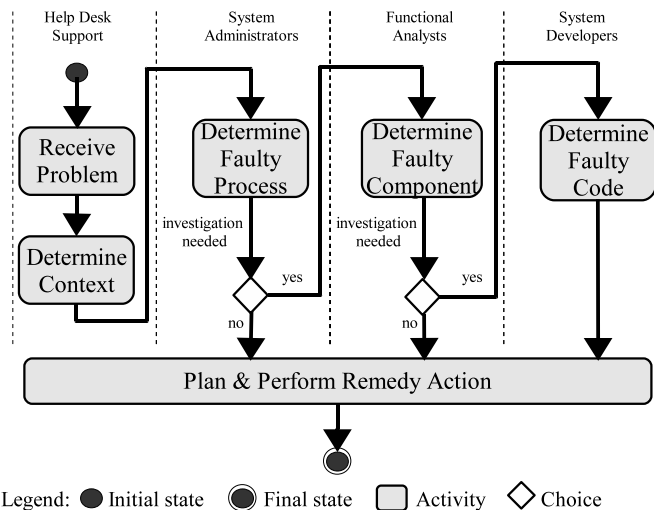 Help Desk
Support
System
Administrators
Functional
Analysts
System
Developers
Receive
Problem
Determine
Context
Determine
Faulty
Process
investigation
needed
yes
no
Determine
Faulty
Component
investigation
needed
yes
no
Determine
Faulty
Code
Plan & Perform Remedy Action
Legend: Initial state Final state Activity Choice